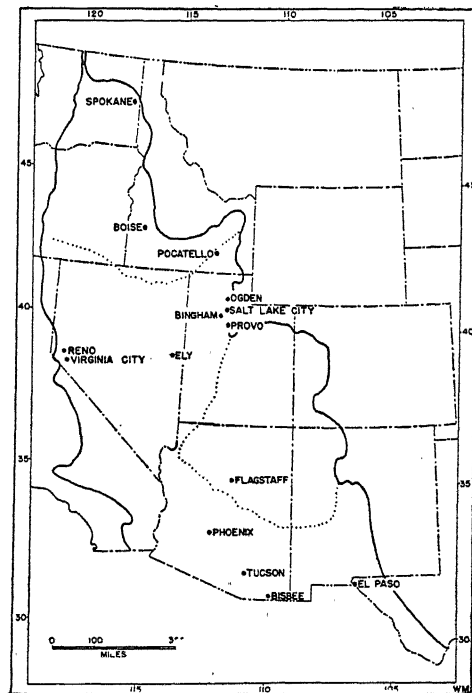 120 110 105
SPOKANE
45 45
BOISE
POCATELLO
OGDEN
40 SALT LAKE CITY 40
BINGHAM
PROVO
RENO
ELY
VIRGINIA CITY
35 FLAGSTAFF 35
PHOENIX
TUCSON
EL PASO
BISBEE
30 30
0 100
MILES
115 110 105